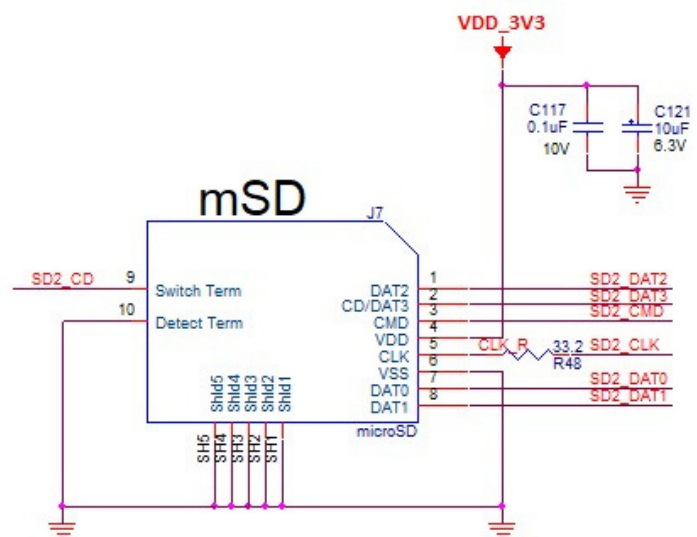 VDD_3V3
C117
0.1uF
10V
C121
10uF
6.3V
mSD
J7
SD2_CD
9
Switch Term
10
Detect Term
DAT2
1
SD2_DAT2
CD/DAT3
2
SD2_DAT3
CMD
3
SD2_CMD
VDD
4
CLK
5
CLK_R
33.2
R48
SD2_CLK
VSS
6
DAT0
7
SD2_DAT0
DAT1
8
SD2_DAT1
Shld5
Shld4
Shld3
Shld2
Shld1
microSD
SH5
SH4
SH3
SH2
SH1